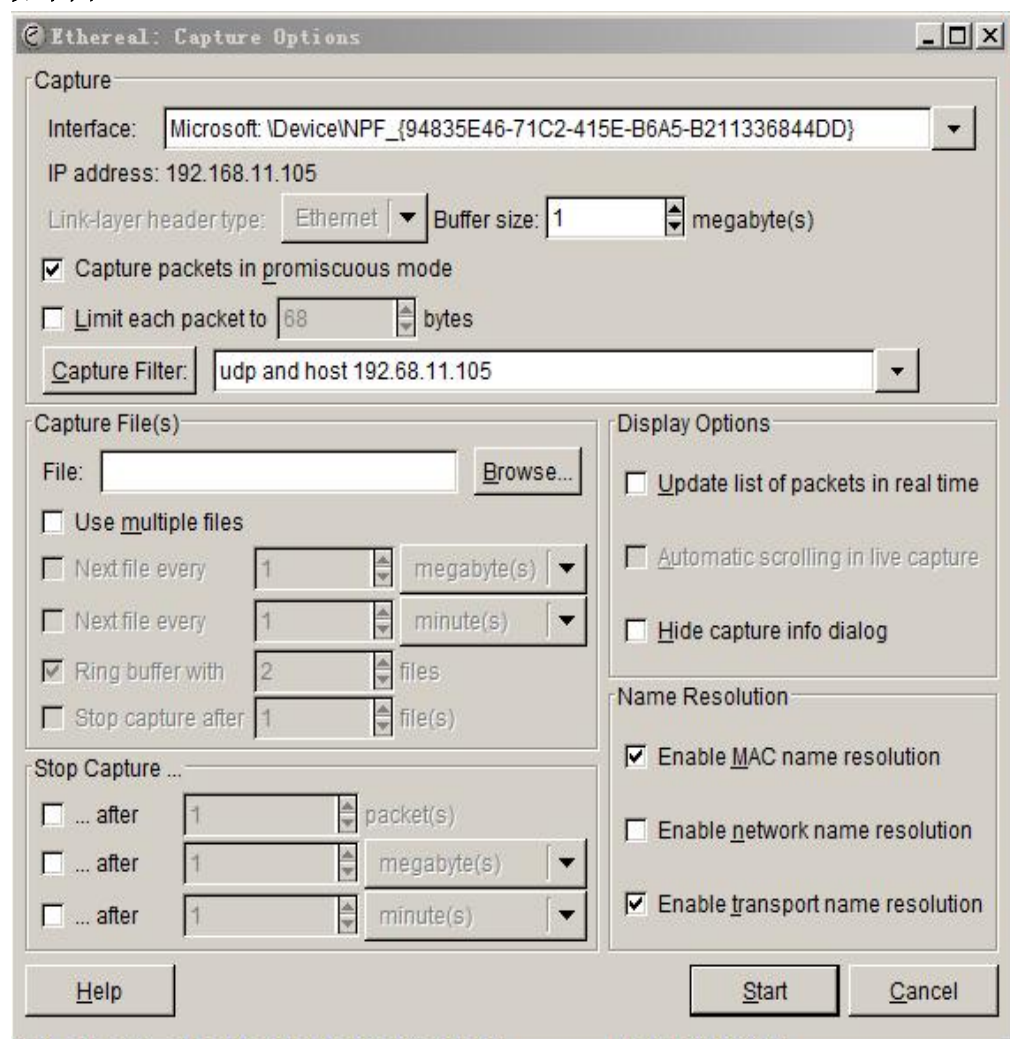 Ethereal: Capture Options
Capture
Interface: Microsoft: \Device\NPF_{94835E46-71C2-415E-B6A5-B211336844DD}
IP address: 192.168.11.105
Link-layer header type: Ethernet Buffer size: 1 megabyte(s)
Capture packets in promiscuous mode
Limit each packet to 68 bytes
Capture Filter: udp and host 192.68.11.105
Capture File(s)
File: Browse...
Use multiple files
Next file every 1 megabyte(s)
Next file every 1 minute(s)
Ring buffer with 2 files
Stop capture after 1 file(s)
Stop Capture ...
... after 1 packet(s)
... after 1 megabyte(s)
... after 1 minute(s)
Display Options
Update list of packets in real time
Automatic scrolling in live capture
Hide capture info dialog
Name Resolution
Enable MAC name resolution
Enable network name resolution
Enable transport name resolution
Help Start Cancel